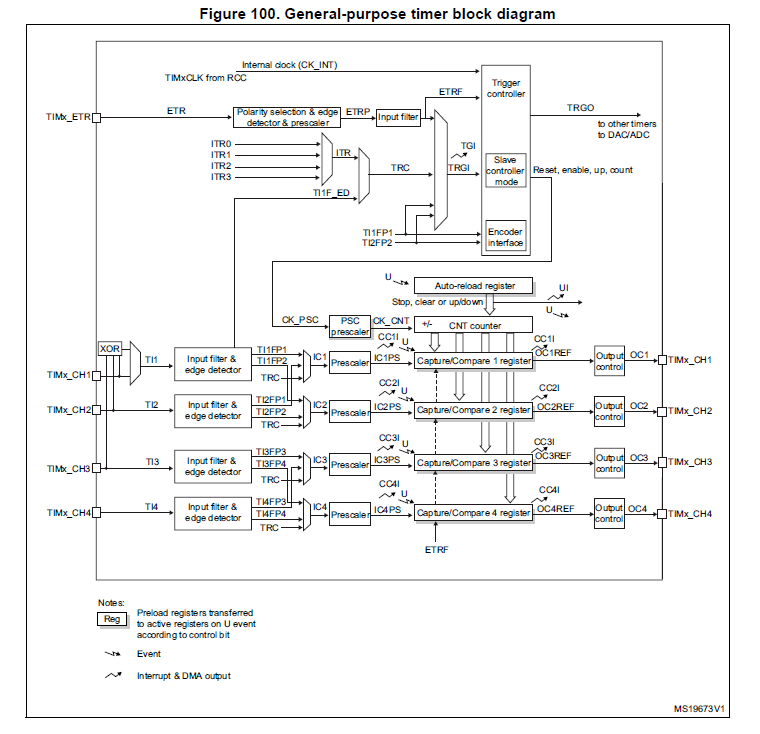 Figure 100. General-purpose timer block diagram
Internal clock (CK_INT)
TIMxCLK from RCC
Trigger
controller
ETRF
TRGO
to other timers
to DAC/ADC
TIMx_ETR
ETR
Polarity selection & edge
detector & prescaler
ETRP
Input filter
ITR0
ITR1
ITR2
ITR3
ITR
TI1F_ED
TRC
TGI
TRGI
Slave
controller
mode
Reset, enable, up, count
TI1FP1
TI2FP2
Encoder
interface
U
Auto-reload register
UI
Stop, clear or up/down
U
CK_PSC
PSC
prescaler
CK_CNT
+/-
CNT counter
XOR
TI1
TIMx_CH1
Input filter &
edge detector
TI1FP1
TI1FP2
TRC
IC1
Prescaler
IC1PS
CC1I
U
Capture/Compare 1 register
CC1I
OC1REF
Output
control
OC1
TIMx_CH1
TIMx_CH2
TI2
Input filter &
edge detector
TI2FP1
TI2FP2
TRC
IC2
Prescaler
IC2PS
CC2I
U
Capture/Compare 2 register
CC2I
OC2REF
Output
control
OC2
TIMx_CH2
TIMx_CH3
TI3
Input filter &
edge detector
TI3FP3
TI3FP4
TRC
IC3
Prescaler
IC3PS
CC3I
U
Capture/Compare 3 register
CC3I
OC3REF
Output
control
OC3
TIMx_CH3
TIMx_CH4
TI4
Input filter &
edge detector
TI4FP3
TI4FP4
TRC
IC4
Prescaler
IC4PS
CC4I
U
Capture/Compare 4 register
CC4I
OC4REF
Output
control
OC4
TIMx_CH4
ETRF
Notes:
Reg
Preload registers transferred
to active registers on U event
according to control bit
Event
Interrupt & DMA output
MS19673V1